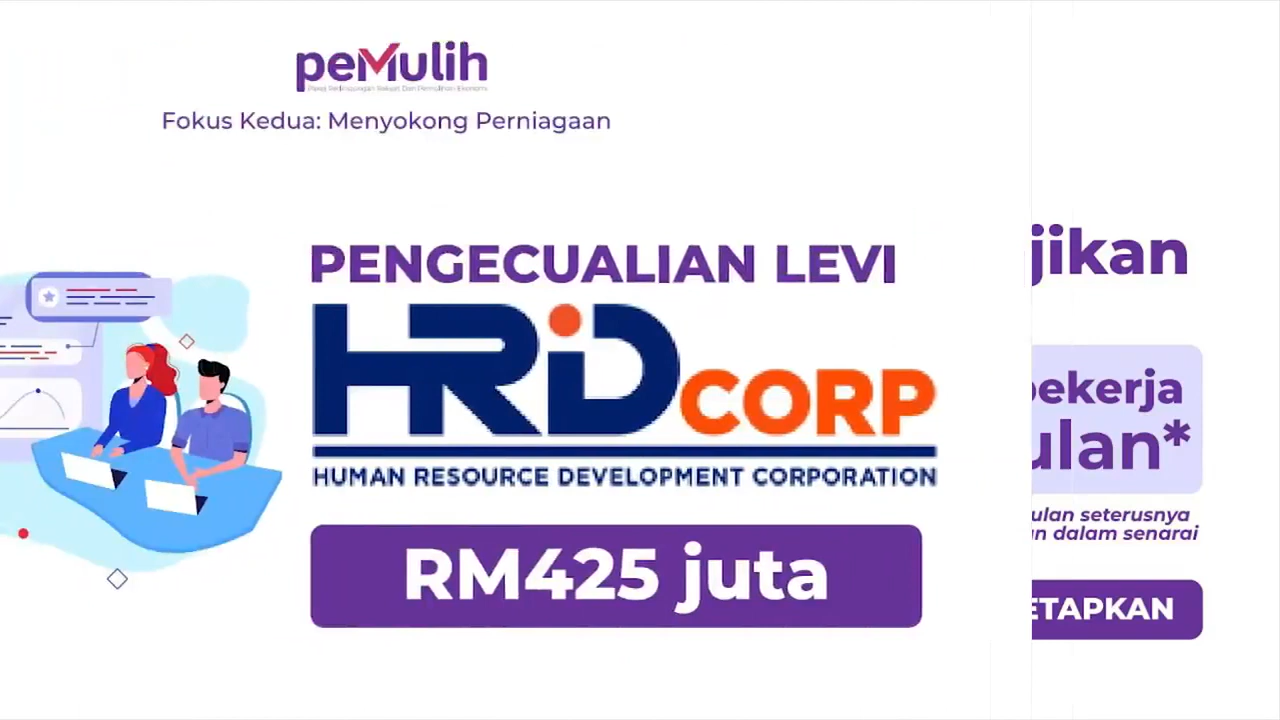 peMulih
Fokus Kedua: Menyokong Perniagaan
PENGECUALIAN LEVI
HRD CORP
HUMAN RESOURCE DEVELOPMENT CORPORATION
RM425 juta
jikan
ekerja
ulan*
ulan seterusnya
dalam senarai
ETAPKAN